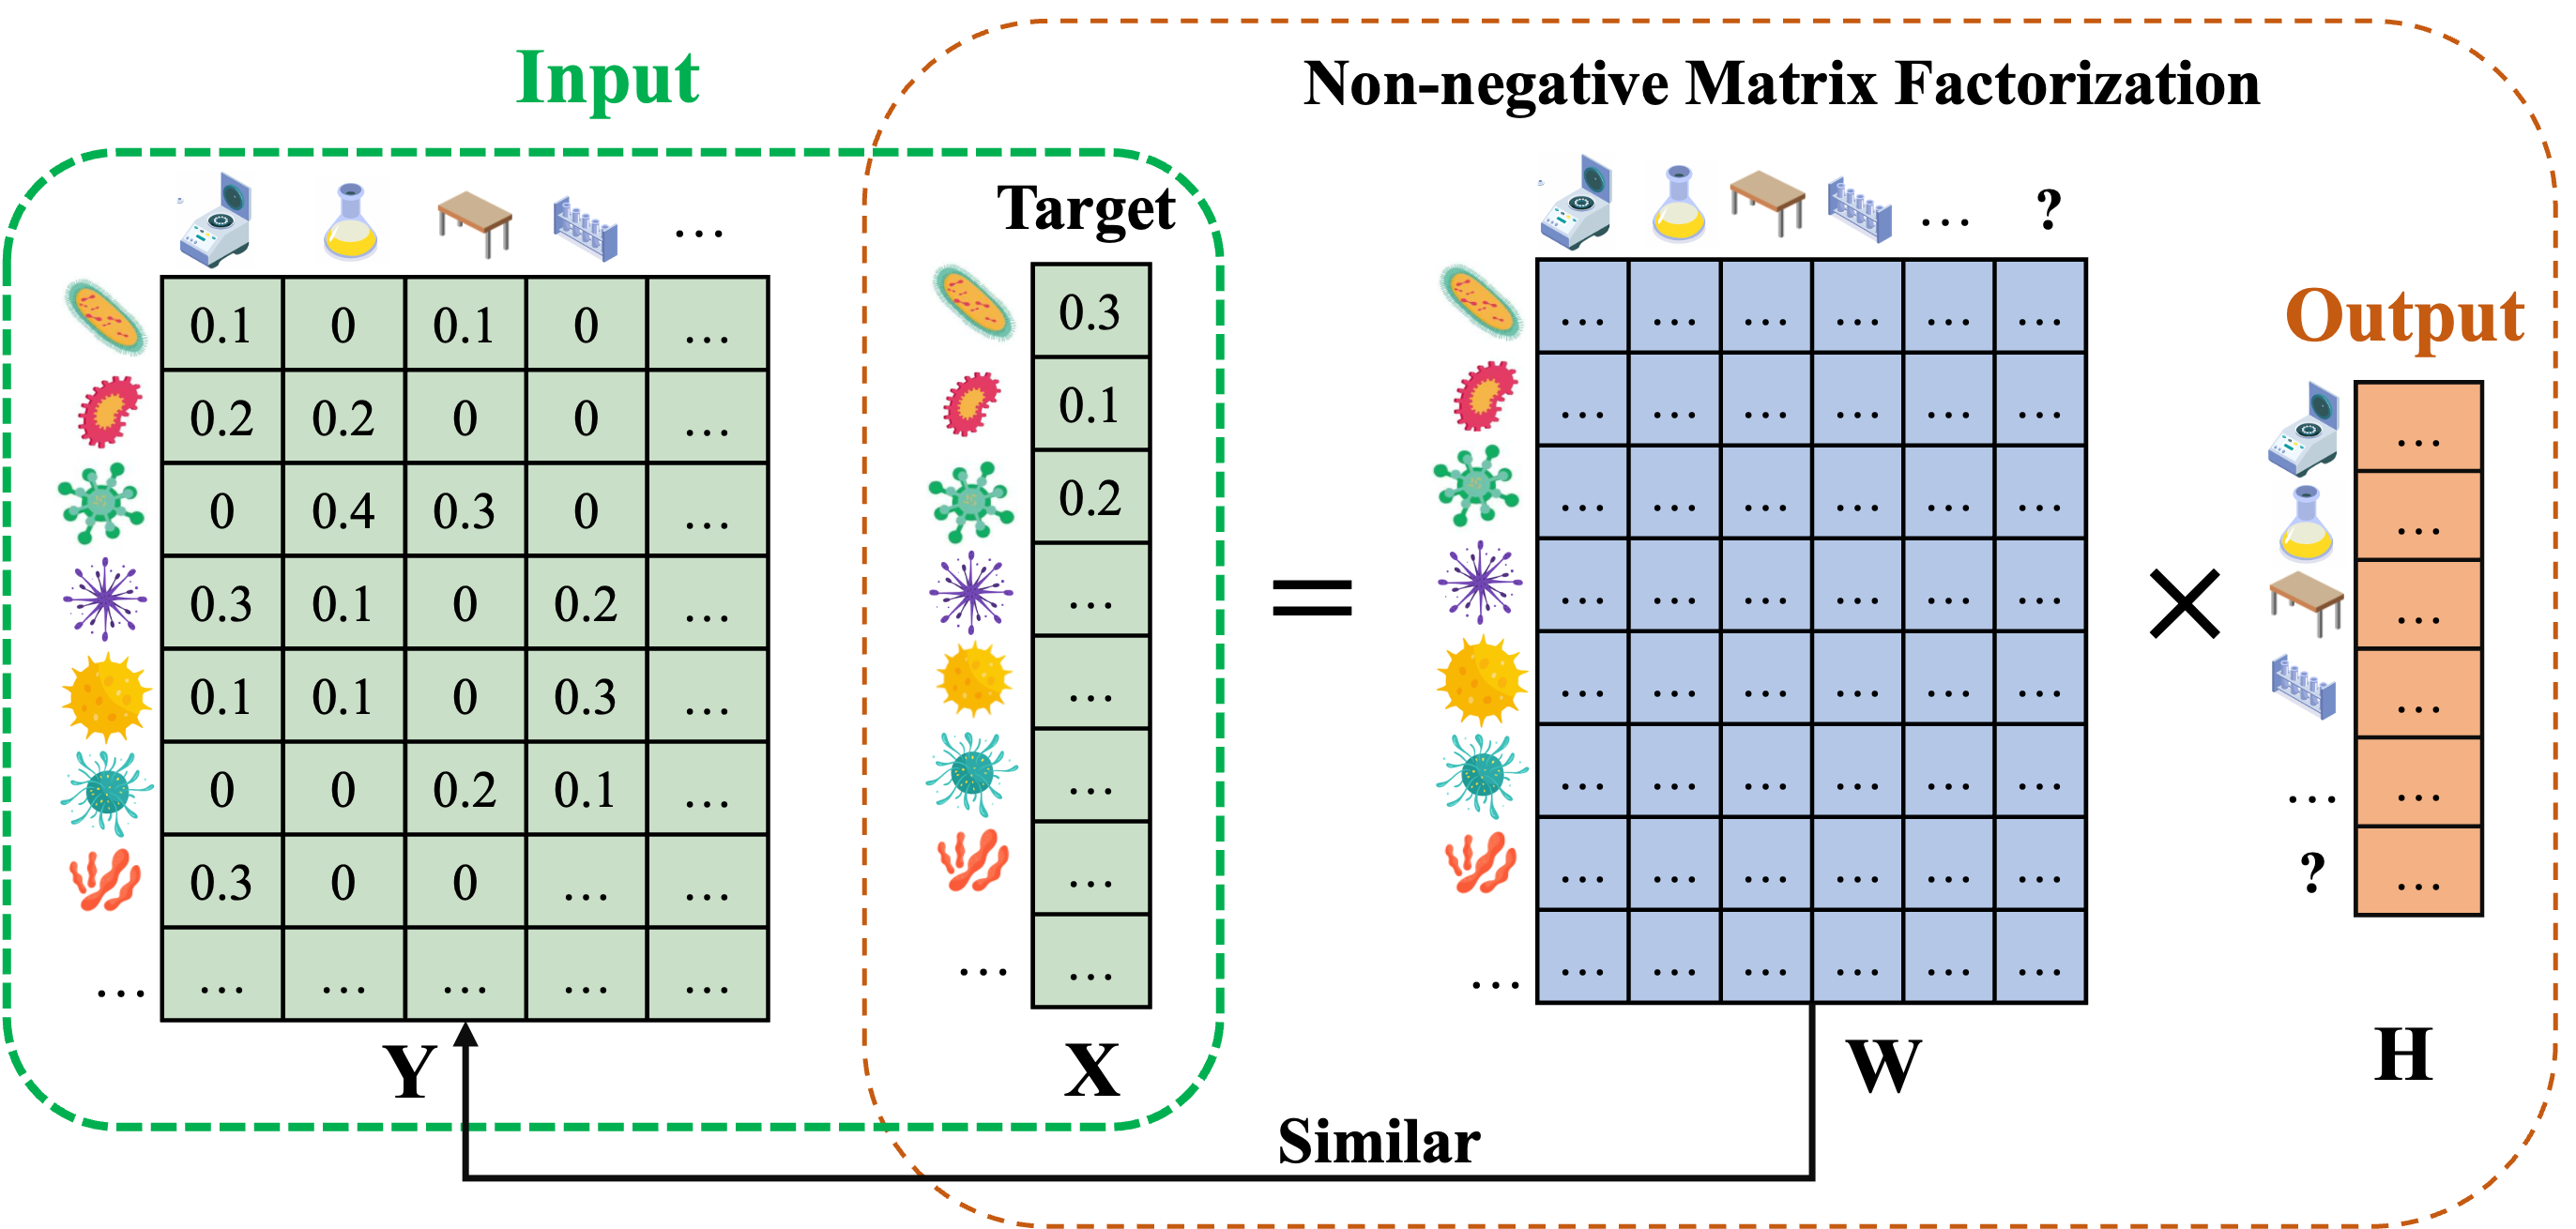 Input
Non-negative Matrix Factorization
Target
Output
...
... ?
0.1 0 0.1 0 ...
0.2 0.2 0 0 ...
0 0.4 0.3 0 ...
0.3 0.1 0 0.2 ...
0.1 0.1 0 0.3 ...
0 0 0.2 0.1 ...
0.3 0 0 ... ...
... ... ... ... ... ...
0.3
0.1
0.2
...
...
...
...
... ...
=
... ... ... ... ... ...
... ... ... ... ... ...
... ... ... ... ... ...
... ... ... ... ... ...
... ... ... ... ... ...
... ... ... ... ... ...
... ... ... ... ... ...
... ... ... ... ... ... ...
×
...
...
...
...
... ...
? ...
Y
X
W
H
Similar